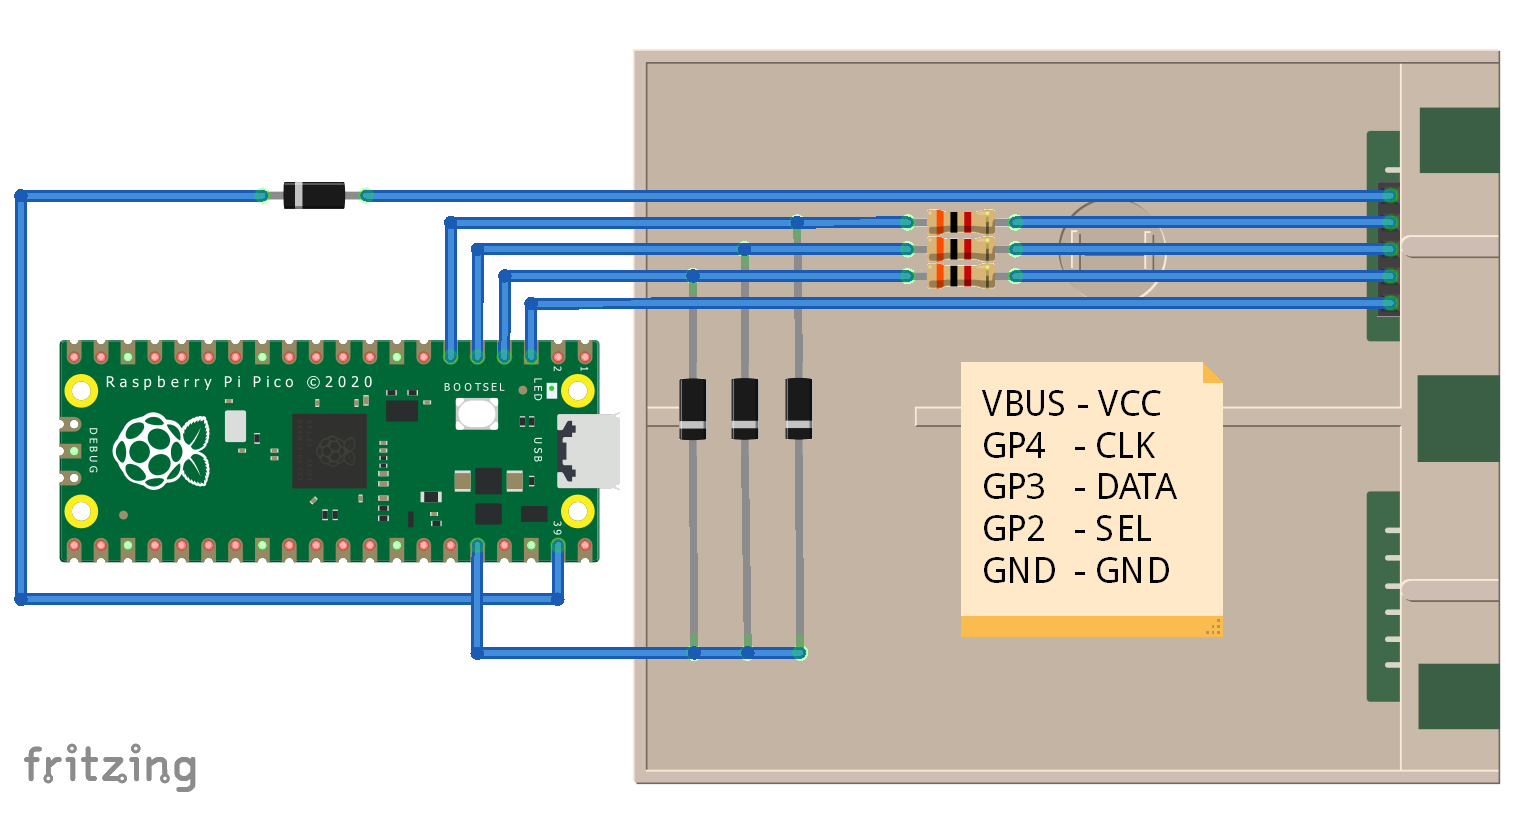 Raspberry Pi Pico ©2020
BOOTSEL
LED
2
1
DEBUG
USB
39
VBUS - VCC
GP4 - CLK
GP3 - DATA
GP2 - SEL
GND - GND
fritzing